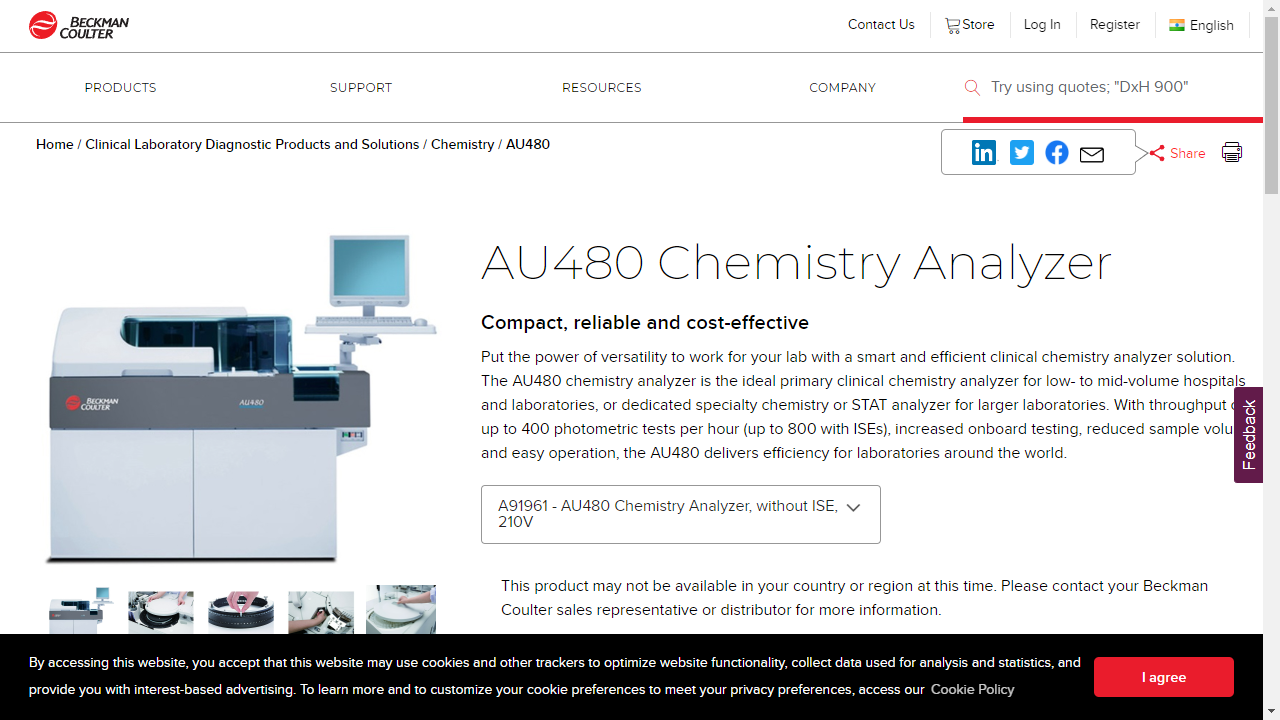 BECKMAN
COULTER
Contact Us
Store
Log In
Register
English
PRODUCTS
SUPPORT
RESOURCES
COMPANY
Try using quotes; "DxH 900"
Home / Clinical Laboratory Diagnostic Products and Solutions / Chemistry / AU480
in
Share
AU480 Chemistry Analyzer
Compact, reliable and cost-effective
Put the power of versatility to work for your lab with a smart and efficient clinical chemistry analyzer solution.
The AU480 chemistry analyzer is the ideal primary clinical chemistry analyzer for low- to mid-volume hospitals
and laboratories, or dedicated specialty chemistry or STAT analyzer for larger laboratories. With throughput
up to 400 photometric tests per hour (up to 800 with ISEs), increased onboard testing, reduced sample
and easy operation, the AU480 delivers efficiency for laboratories around the world.
Feedback
BECKMAN
COULTER
AU480
A91961 - AU480 Chemistry Analyzer, without ISE,
210V
This product may not be available in your country or region at this time. Please contact your Beckman
Coulter sales representative or distributor for more information.
By accessing this website, you accept that this website may use cookies and other trackers to optimize website functionality, collect data used for analysis and statistics, and
provide you with interest-based advertising. To learn more and to customize your cookie preferences to meet your privacy preferences, access our Cookie Policy
I agree